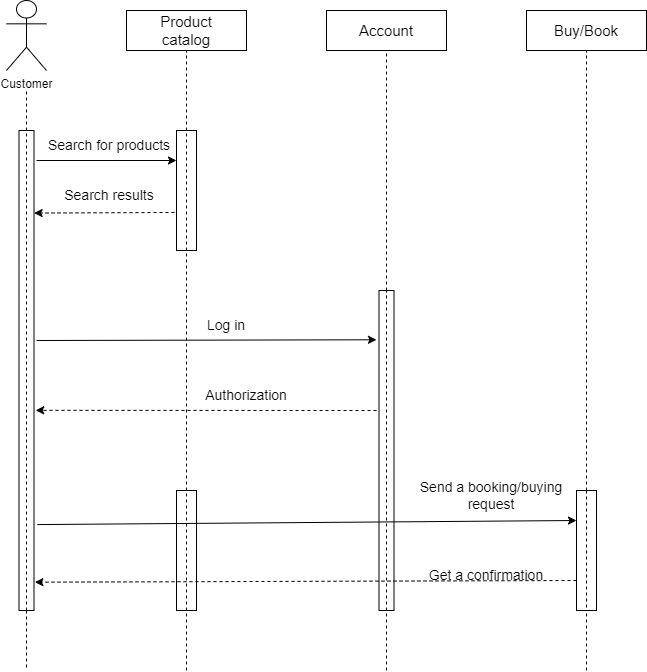 Product
catalog
Account
Buy/Book
Customer
Search for products
Search results
Log in
Authorization
Send a booking/buying
request
Get a confirmation